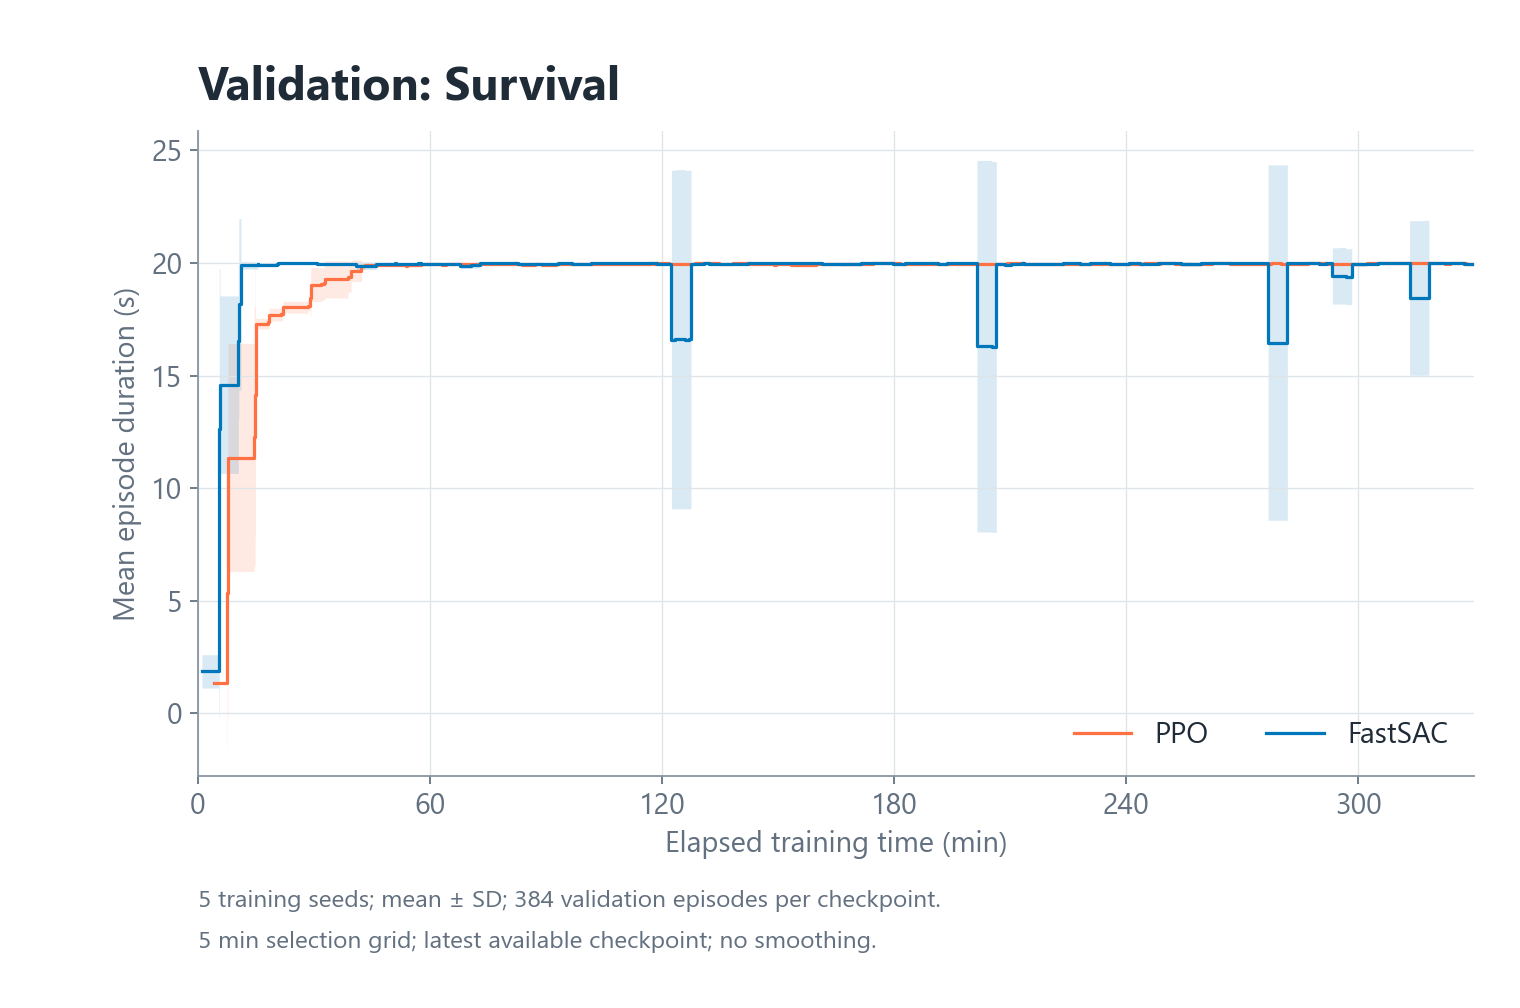 Validation: Survival
25
20
15
10
5
0
Mean episode duration (s)
PPO
FastSAC
0
60
120
180
240
300
Elapsed training time (min)
5 training seeds; mean ± SD; 384 validation episodes per checkpoint.
5 min selection grid; latest available checkpoint; no smoothing.